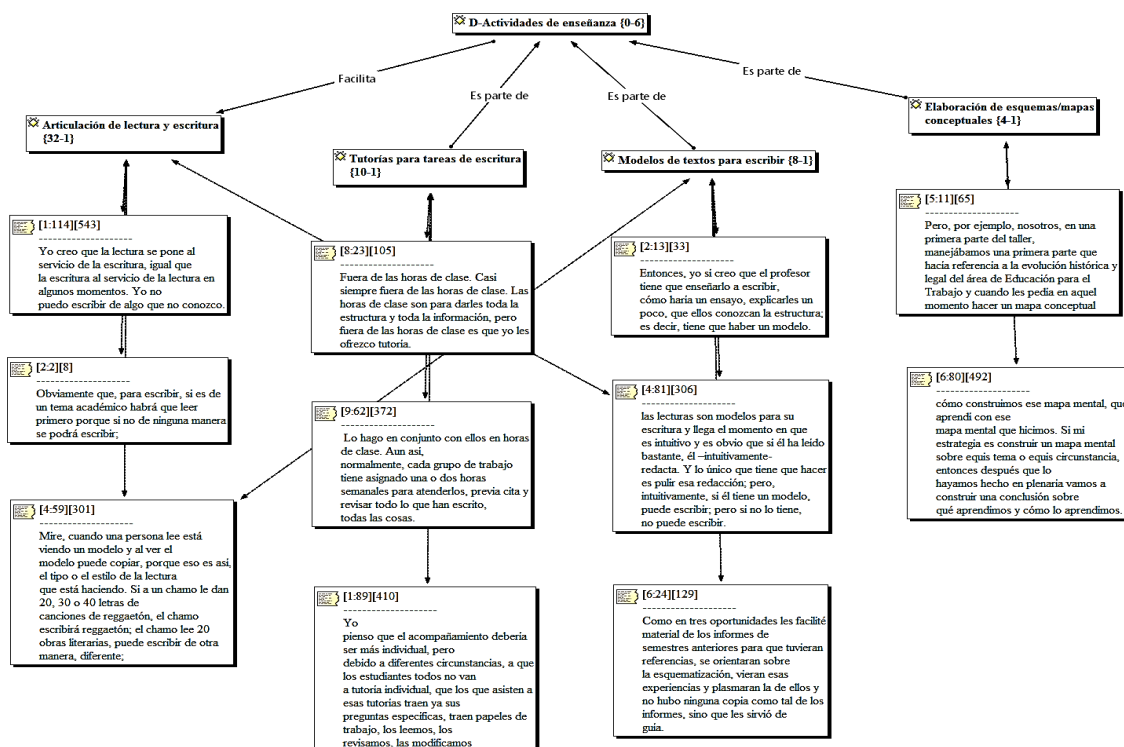 D-Actividades de enseñanza {0-6}
Facilita
Es parte de
Es parte de
Es parte de
Articulación de lectura y escritura
{32-1}
Tutorías para tareas de escritura
{10-1}
Modelos de textos para escribir {8-1}
Elaboración de esquemas/mapas
conceptuales {4-1}
[1:114][543]
--------------------
Yo creo que la lectura se pone al
servicio de la escritura, igual que
la escritura al servicio de la lectura en
algunos momentos. Yo no
puedo escribir de algo que no conozco.
[2:2][8]
--------------------
Obviamente que, para escribir, si es de
un tema académico habrá que leer
primero porque si no de ninguna manera
se podrá escribir;
[4:59][301]
--------------------
Mire, cuando una persona lee está
viendo un modelo y al ver el
modelo puede copiar, porque eso es asi,
el tipo o el estilo de la lectura
que está haciendo. Si a un chamo le dan
20, 30 o 40 letras de
canciones de reggaetón, el chamo
escribirá reggaetón; el chamo lee 20
obras literarias, puede escribir de otra
manera, diferente;
[8:23][105]
--------------------
Fuera de las horas de clase. Casi
siempre fuera de las horas de clase. Las
horas de clase son para darles toda la
estructura y toda la información, pero
fuera de las horas de clase es que yo les
ofrezco tutoria.
[9:62][372]
--------------------
Lo hago en conjunto con ellos en horas
de clase. Aun asi,
normalmente, cada grupo de trabajo
tiene asignado una o dos horas
semanales para atenderlos, previa cita y
revisar todo lo que han escrito,
todas las cosas.
[1:89][410]
--------------------
Yo
pienso que el acompañamiento debería
ser más individual, pero
debido a diferentes circunstancias, a que
los estudiantes todos no van
a tutoria individual, que los que asisten a
esas tutorias traen ya sus
preguntas especificas, traen papeles de
trabajo, los leemos, los
revisamos, las modificamos
[2:13][33]
--------------------
Entonces, yo si creo que el profesor
tiene que enseñarlo a escribir,
cómo haria un ensayo, explicarles un
poco, que ellos conozcan la estructura;
es decir, tiene que haber un modelo.
[4:81][306]
--------------------
las lecturas son modelos para su
escritura y llega el momento en que
es intuitivo y es obvio que si él ha leido
bastante, él –intuitivamente-
redacta. Y lo único que tiene que hacer
es pulir esa redacción; pero,
intuitivamente, si él tiene un modelo,
puede escribir; pero si no lo tiene,
no puede escribir.
[6:24][129]
--------------------
Como en tres oportunidades les facilité
material de los informes de
semestres anteriores para que tuvieran
referencias, se orientaran sobre
la esquematización, vieran esas
experiencias y plasmaran la de ellos y
no hubo ninguna copia como tal de los
informes, sino que les sirvió de
guia.
[5:11][65]
--------------------
Pero, por ejemplo, nosotros, en una
primera parte del taller,
manejábamos una primera parte que
hacia referencia a la evolución histórica y
legal del área de Educación para el
Trabajo y cuando les pedia en aquel
momento hacer un mapa conceptual
[6:80][492]
--------------------
cómo construimos ese mapa mental, qué
aprendi con ese
mapa mental que hicimos. Si mi
estrategia es construir un mapa mental
sobre equis tema o equis circunstancia,
entonces después que lo
hayamos hecho en plenaria vamos a
construir una conclusión sobre
qué aprendimos y cómo lo aprendimos.